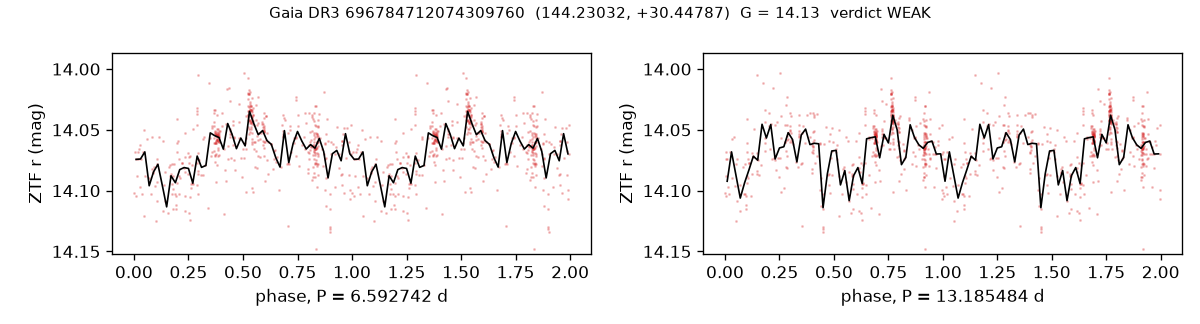 Gaia DR3 696784712074309760  (144.23032, +30.44787)  G = 14.13  verdict WEAK
ZTF r (mag)
14.00
14.05
14.10
14.15
0.00 0.25 0.50 0.75 1.00 1.25 1.50 1.75 2.00
phase, P = 6.592742 d
ZTF r (mag)
14.00
14.05
14.10
14.15
0.00 0.25 0.50 0.75 1.00 1.25 1.50 1.75 2.00
phase, P = 13.185484 d